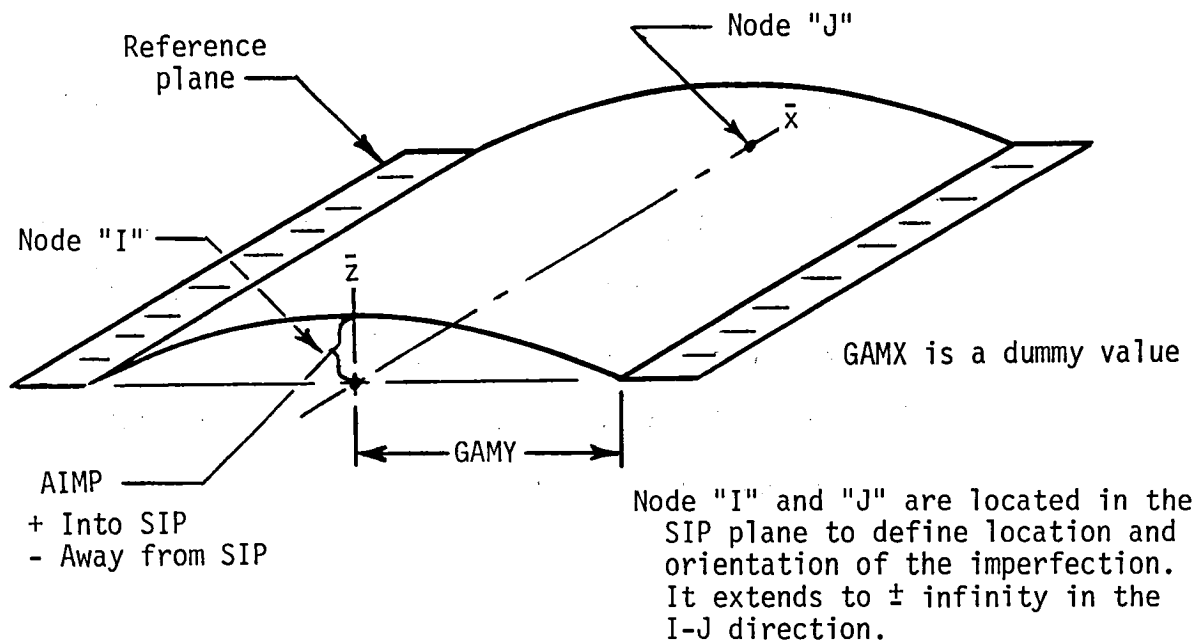 Node "J"
Reference
plane
x̄
Node "I"
z̄
GAMX is a dummy value
GAMY
AIMP
+ Into SIP
- Away from SIP
Node "I" and "J" are located in the
SIP plane to define location and
orientation of the imperfection.
It extends to ± infinity in the
I-J direction.